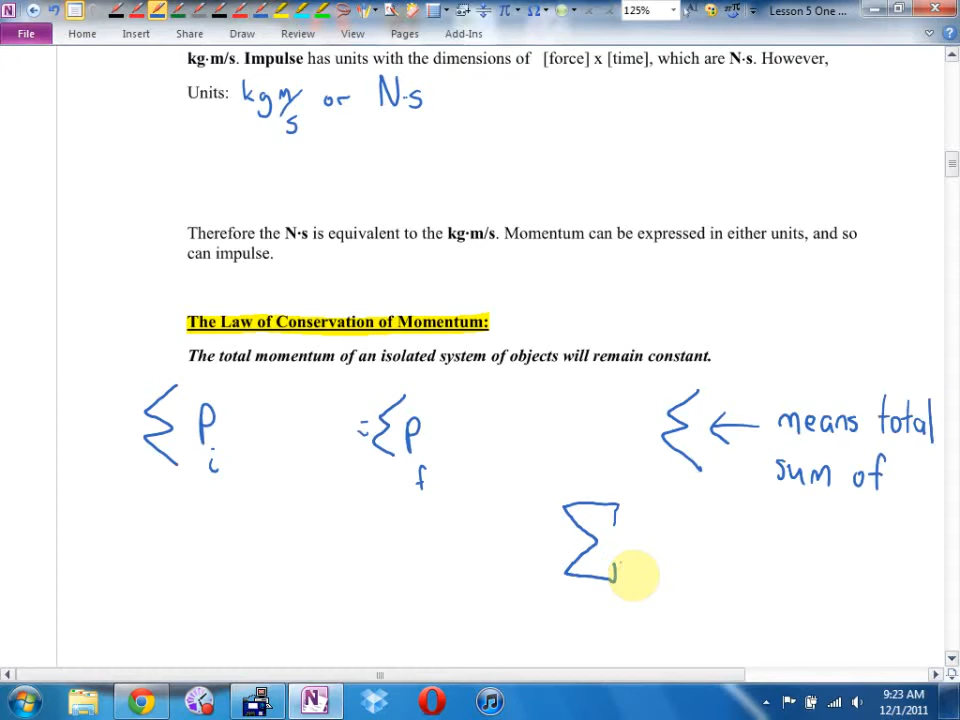 125% Lesson 5 One ...
File Home Insert Share Draw Review View Pages Add-Ins
kg·m/s. Impulse has units with the dimensions of [force] x [time], which are N·s. However,
Units: kg m/s or N·s
Therefore the N·s is equivalent to the kg·m/s. Momentum can be expressed in either units, and so
can impulse.
The Law of Conservation of Momentum:
The total momentum of an isolated system of objects will remain constant.
Σ p i = Σ p f Σ ← means total
sum of
Σ
9:23 AM
12/1/2011